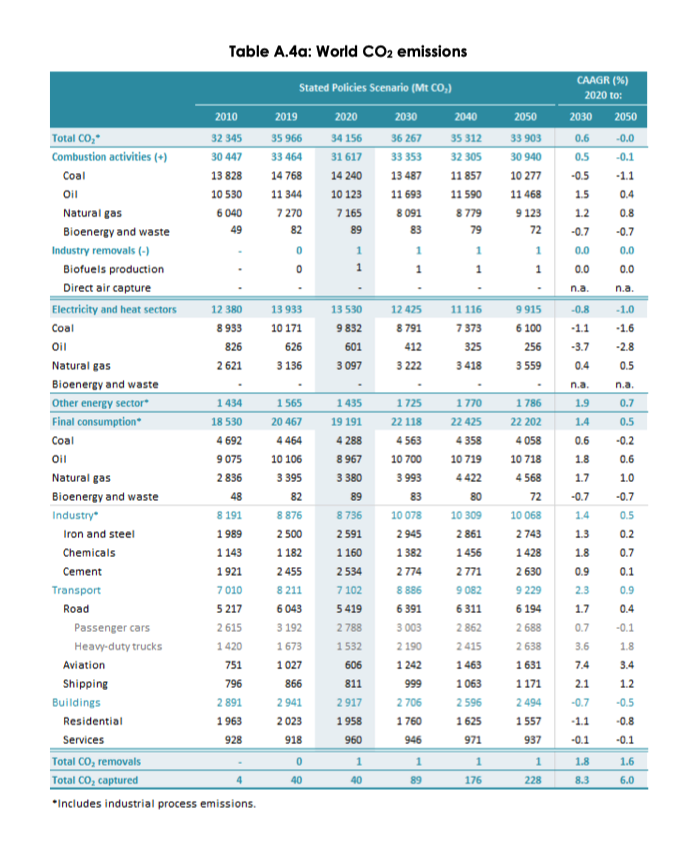 Table A.4a: World CO₂ emissions
Stated Policies Scenario (Mt CO₂)
CAAGR (%)
2020 to:
2010 2019 2020 2030 2040 2050 2030 2050
Total CO₂* 32 345 35 966 34 156 36 267 35 312 33 903 0.6 -0.0
Combustion activities (+) 30 447 33 464 31 617 33 353 32 305 30 940 0.5 -0.1
Coal 13 828 14 768 14 240 13 487 11 857 10 277 -0.5 -1.1
Oil 10 530 11 344 10 123 11 693 11 590 11 468 1.5 0.4
Natural gas 6 040 7 270 7 165 8 091 8 779 9 123 1.2 0.8
Bioenergy and waste 49 82 89 83 79 72 -0.7 -0.7
Industry removals (-) - 0 1 1 1 1 0.0 0.0
Biofuels production - 0 1 1 1 1 0.0 0.0
Direct air capture - - - - - - n.a. n.a.
Electricity and heat sectors 12 380 13 933 13 530 12 425 11 116 9 915 -0.8 -1.0
Coal 8 933 10 171 9 832 8 791 7 373 6 100 -1.1 -1.6
Oil 826 626 601 412 325 256 -3.7 -2.8
Natural gas 2 621 3 136 3 097 3 222 3 418 3 559 0.4 0.5
Bioenergy and waste - - - - - - n.a. n.a.
Other energy sector* 1 434 1 565 1 435 1 725 1 770 1 786 1.9 0.7
Final consumption* 18 530 20 467 19 191 22 118 22 425 22 202 1.4 0.5
Coal 4 692 4 464 4 288 4 563 4 358 4 058 0.6 -0.2
Oil 9 075 10 106 8 967 10 700 10 719 10 718 1.8 0.6
Natural gas 2 836 3 395 3 380 3 993 4 422 4 568 1.7 1.0
Bioenergy and waste 48 82 89 83 80 72 -0.7 -0.7
Industry* 8 191 8 876 8 736 10 078 10 309 10 068 1.4 0.5
Iron and steel 1 989 2 500 2 591 2 945 2 861 2 743 1.3 0.2
Chemicals 1 143 1 182 1 160 1 382 1 456 1 428 1.8 0.7
Cement 1 921 2 455 2 534 2 774 2 771 2 630 0.9 0.1
Transport 7 010 8 211 7 102 8 886 9 082 9 229 2.3 0.9
Road 5 217 6 043 5 419 6 391 6 311 6 194 1.7 0.4
Passenger cars 2 615 3 192 2 788 3 003 2 862 2 688 0.7 -0.1
Heavy-duty trucks 1 420 1 673 1 532 2 190 2 415 2 638 3.6 1.8
Aviation 751 1 027 606 1 242 1 463 1 631 7.4 3.4
Shipping 796 866 811 999 1 063 1 171 2.1 1.2
Buildings 2 891 2 941 2 917 2 706 2 596 2 494 -0.7 -0.5
Residential 1 963 2 023 1 958 1 760 1 625 1 557 -1.1 -0.8
Services 928 918 960 946 971 937 -0.1 -0.1
Total CO₂ removals - 0 1 1 1 1 1.8 1.6
Total CO₂ captured 4 40 40 89 176 228 8.3 6.0
*Includes industrial process emissions.